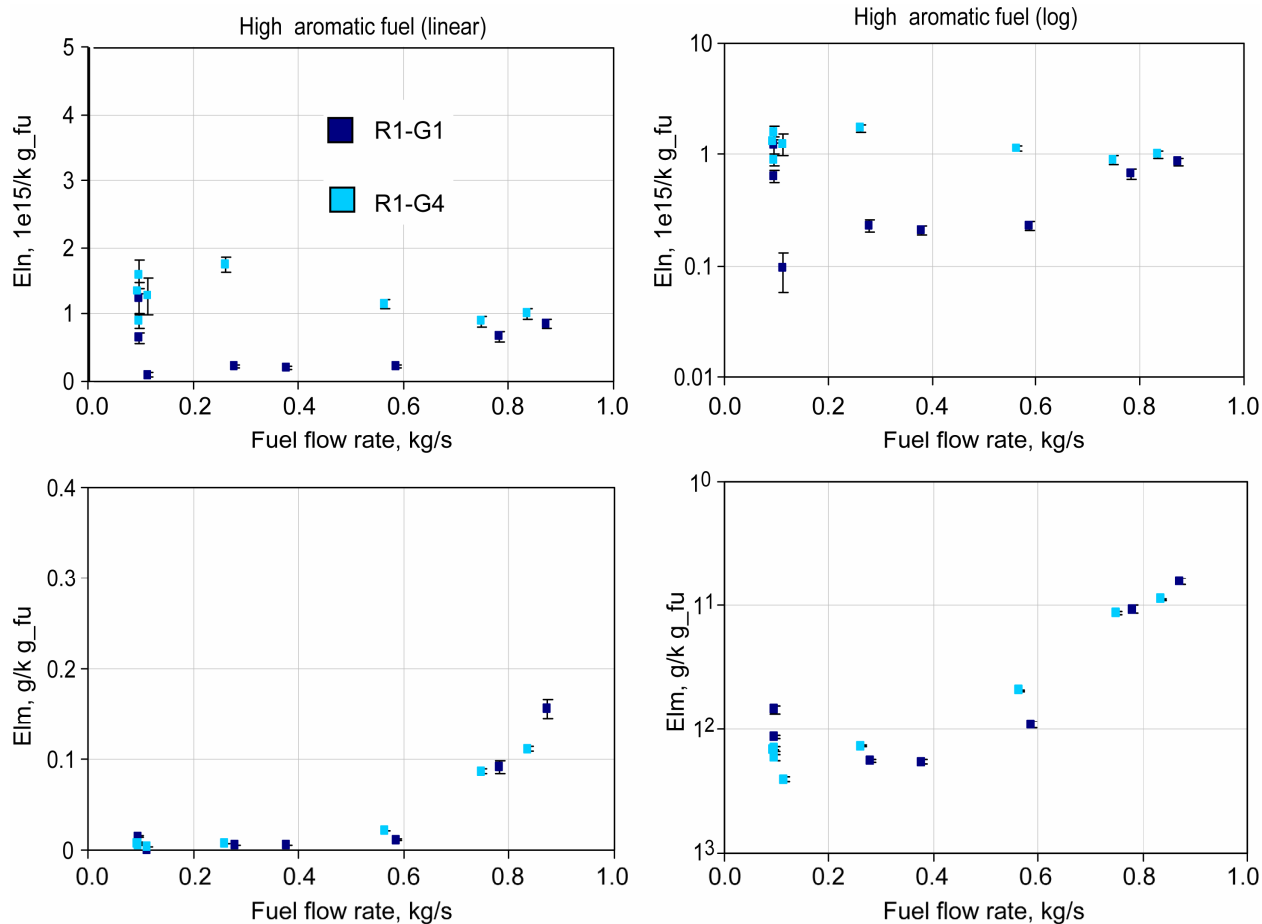 High aromatic fuel (linear)
5
4
3
2
1
0
EIn, 1e15/k g_fu
R1-G1
R1-G4
0.0 0.2 0.4 0.6 0.8 1.0
Fuel flow rate, kg/s
High aromatic fuel (log)
10
1
0.1
0.01
EIn, 1e15/k g_fu
0.0 0.2 0.4 0.6 0.8 1.0
Fuel flow rate, kg/s
0.4
0.3
0.2
0.1
0
EIm, g/k g_fu
0.0 0.2 0.4 0.6 0.8 1.0
Fuel flow rate, kg/s
10
11
12
13
EIm, g/k g_fu
0.0 0.2 0.4 0.6 0.8 1.0
Fuel flow rate, kg/s